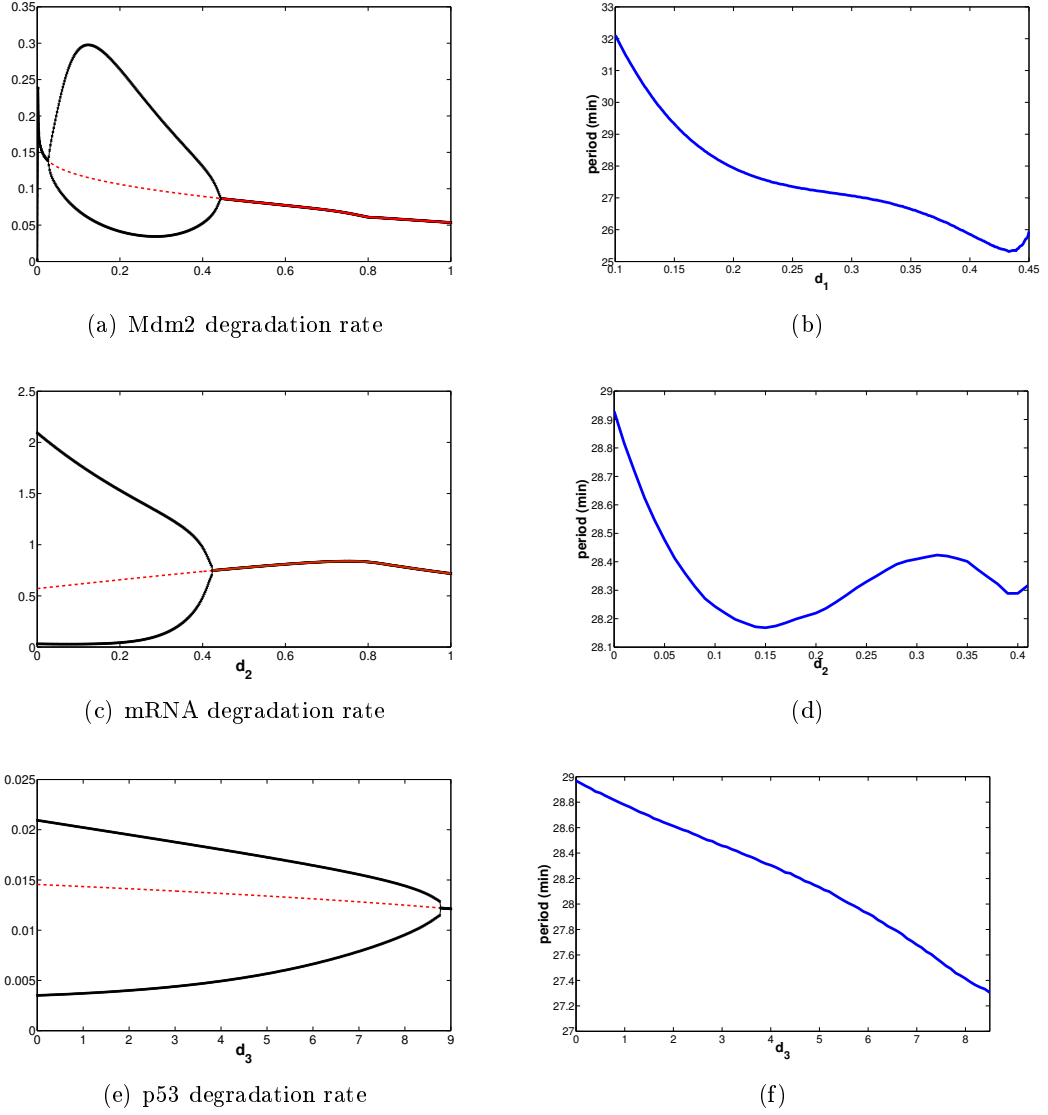 0.35
0.3
0.25
0.2
0.15
0.1
0.05
0
0 0.2 0.4 0.6 0.8 1
(a) Mdm2 degradation rate
33
32
31
30
29
28
27
26
25
period (min)
0.1 0.15 0.2 0.25 0.3 0.35 0.4 0.45
d1
(b)
2.5
2
1.5
1
0.5
0
0 0.2 0.4 0.6 0.8 1
d2
(c) mRNA degradation rate
29
28.9
28.8
28.7
28.6
28.5
28.4
28.3
28.2
28.1
period (min)
0 0.05 0.1 0.15 0.2 0.25 0.3 0.35 0.4
d2
(d)
0.025
0.02
0.015
0.01
0.005
0
0 1 2 3 4 5 6 7 8 9
d3
(e) p53 degradation rate
29
28.8
28.6
28.4
28.2
28
27.8
27.6
27.4
27.2
27
period (min)
0 1 2 3 4 5 6 7 8
d3
(f)